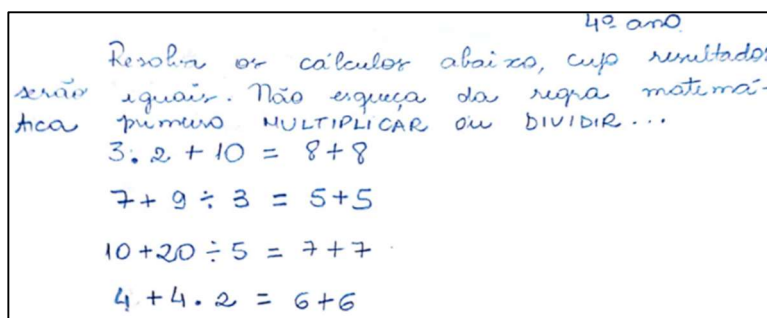 4º ano
Resolva os cálculos abaixo, cujo resultados
serão iguais. Não esqueça da regra matemá-
tica primeiro MULTIPLICAR ou DIVIDIR...
3. 2 + 10 = 8+8
7+ 9 ÷ 3 = 5+5
10+20 ÷ 5 = 7+7
4 +4. 2 = 6+6